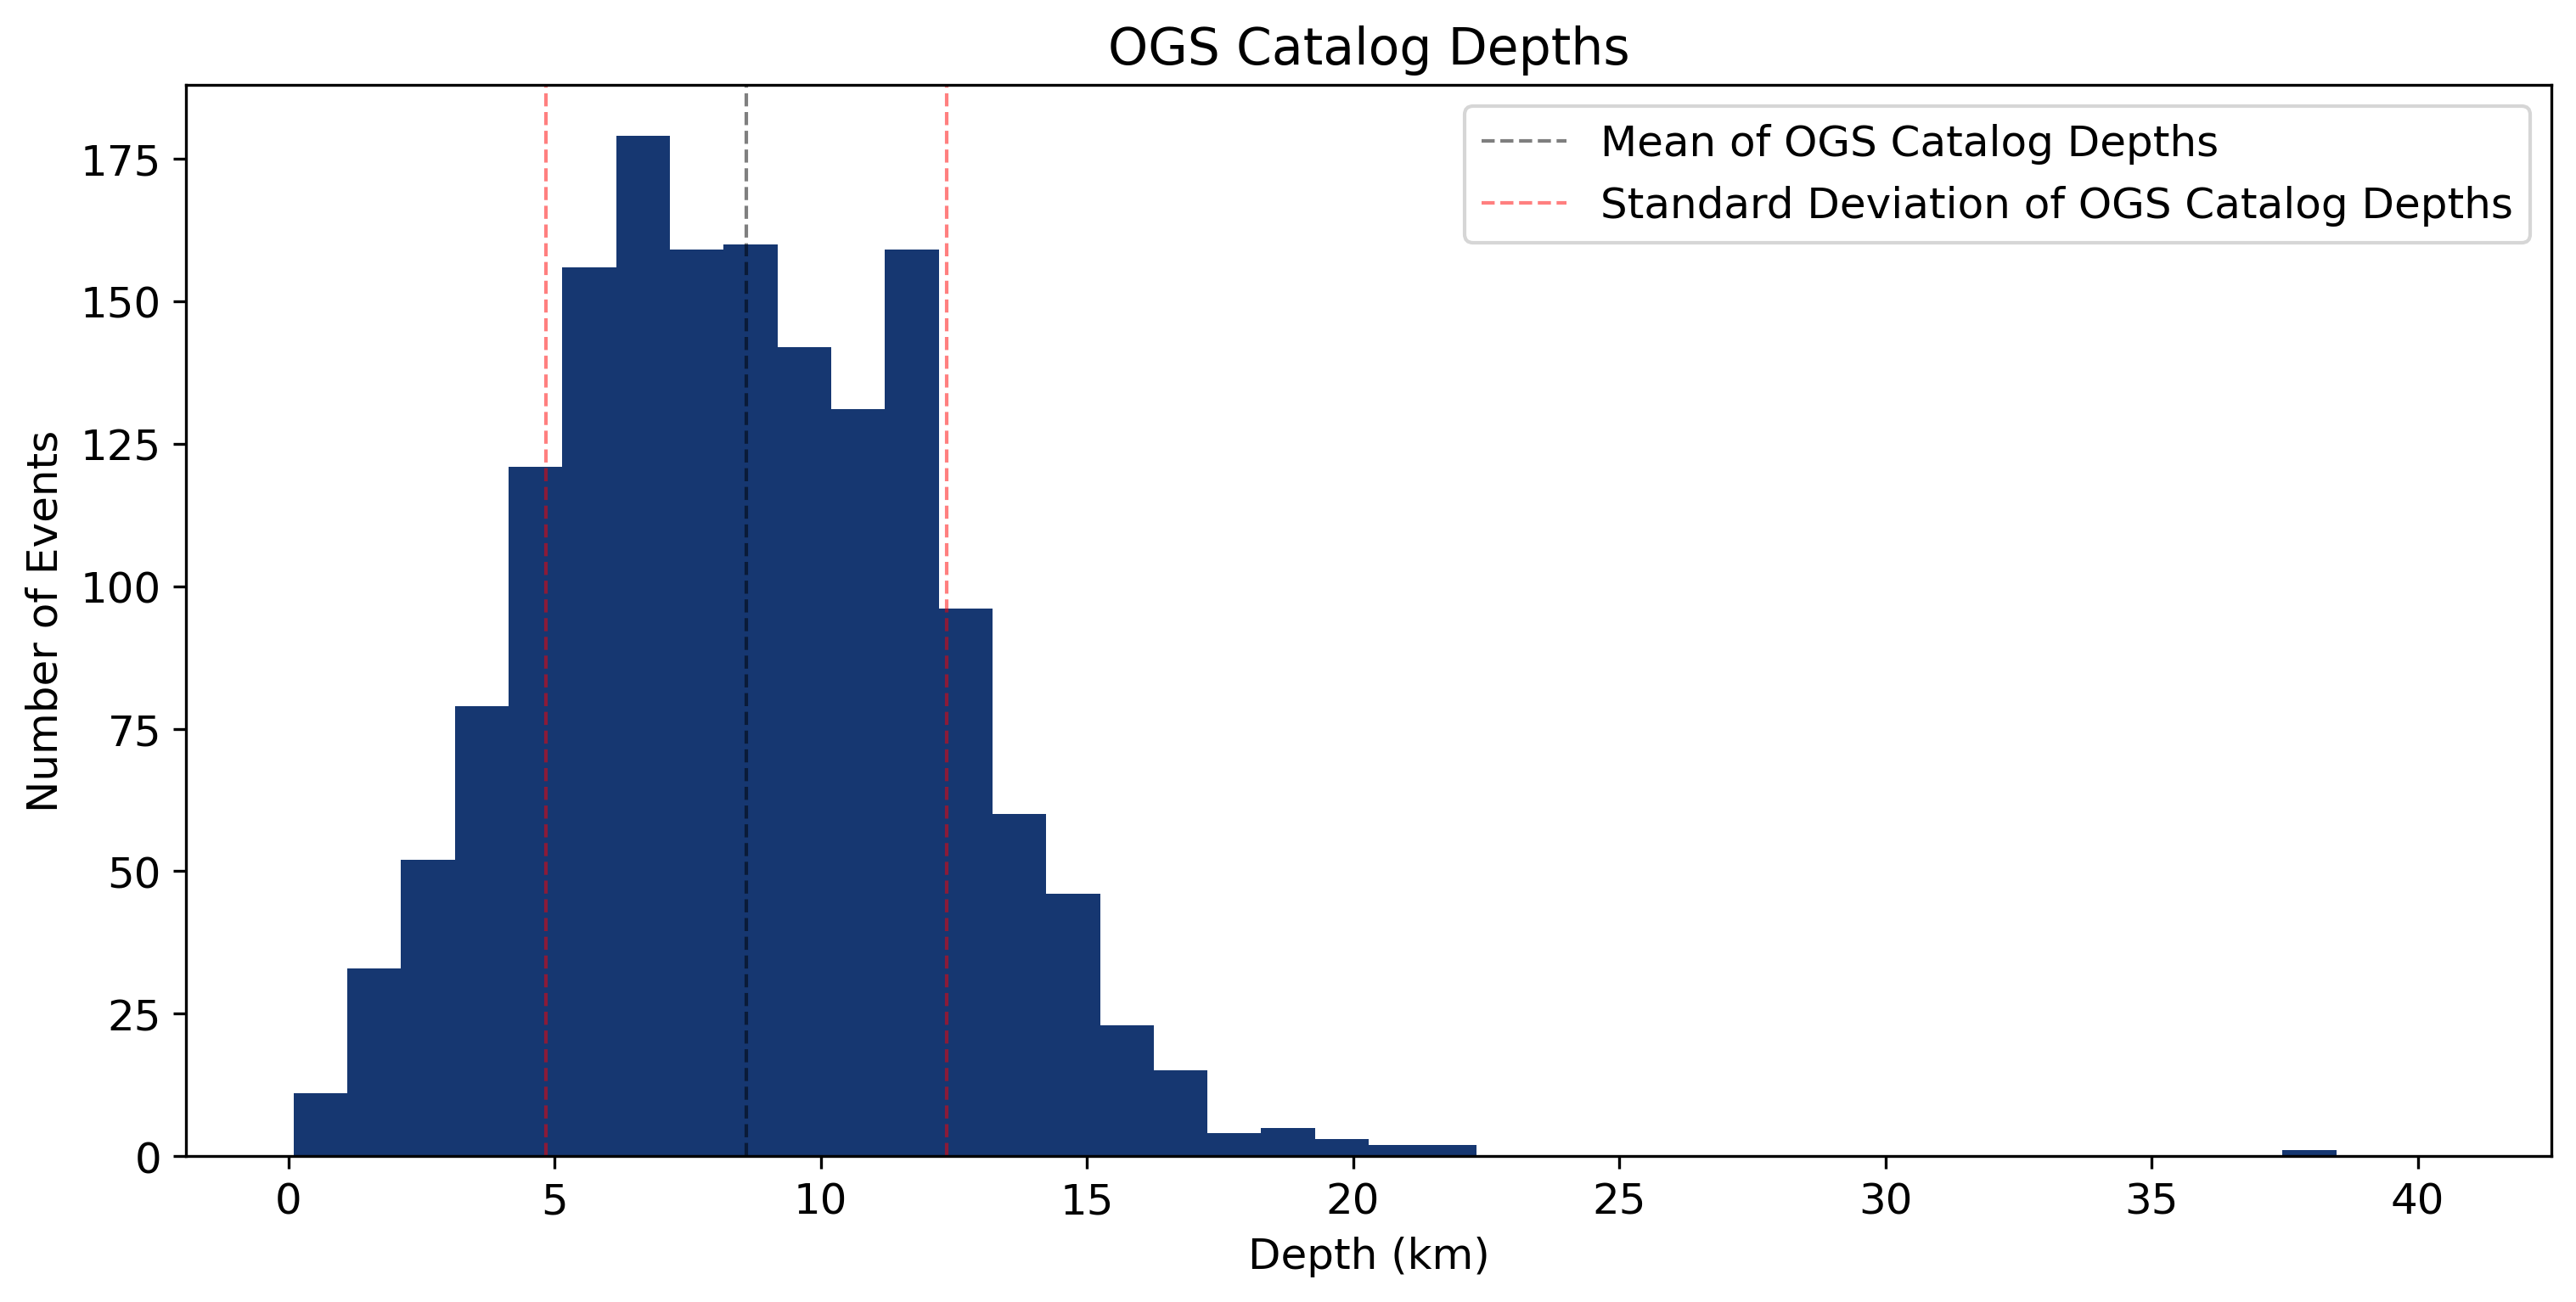 OGS Catalog Depths
Mean of OGS Catalog Depths
Standard Deviation of OGS Catalog Depths
Number of Events
175
150
125
100
75
50
25
0
0 5 10 15 20 25 30 35 40
Depth (km)